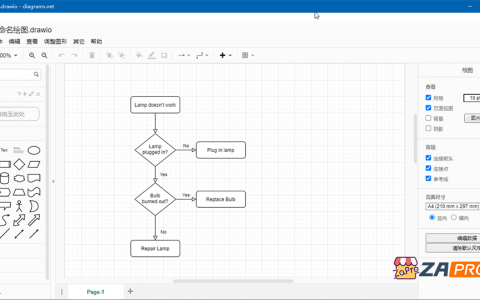 .drawio - diagrams.net
命名绘图.drawio
编辑 查看 调整图形 其它 帮助
00%
绘图
Lamp doesn't work
Lamp
plugged in?
No
Plug in lamp
Yes
Bulb
burned out?
Yes
Replace Bulb
No
Repair Lamp
查看
网格
10 pt
页面视图
背景
阴影
连接箭头
连接点
参考线
页面尺寸
A4 (210 mm x 297 mm)
竖向
横向
编辑数据
清除默认风格
Page-1
ZAPRO